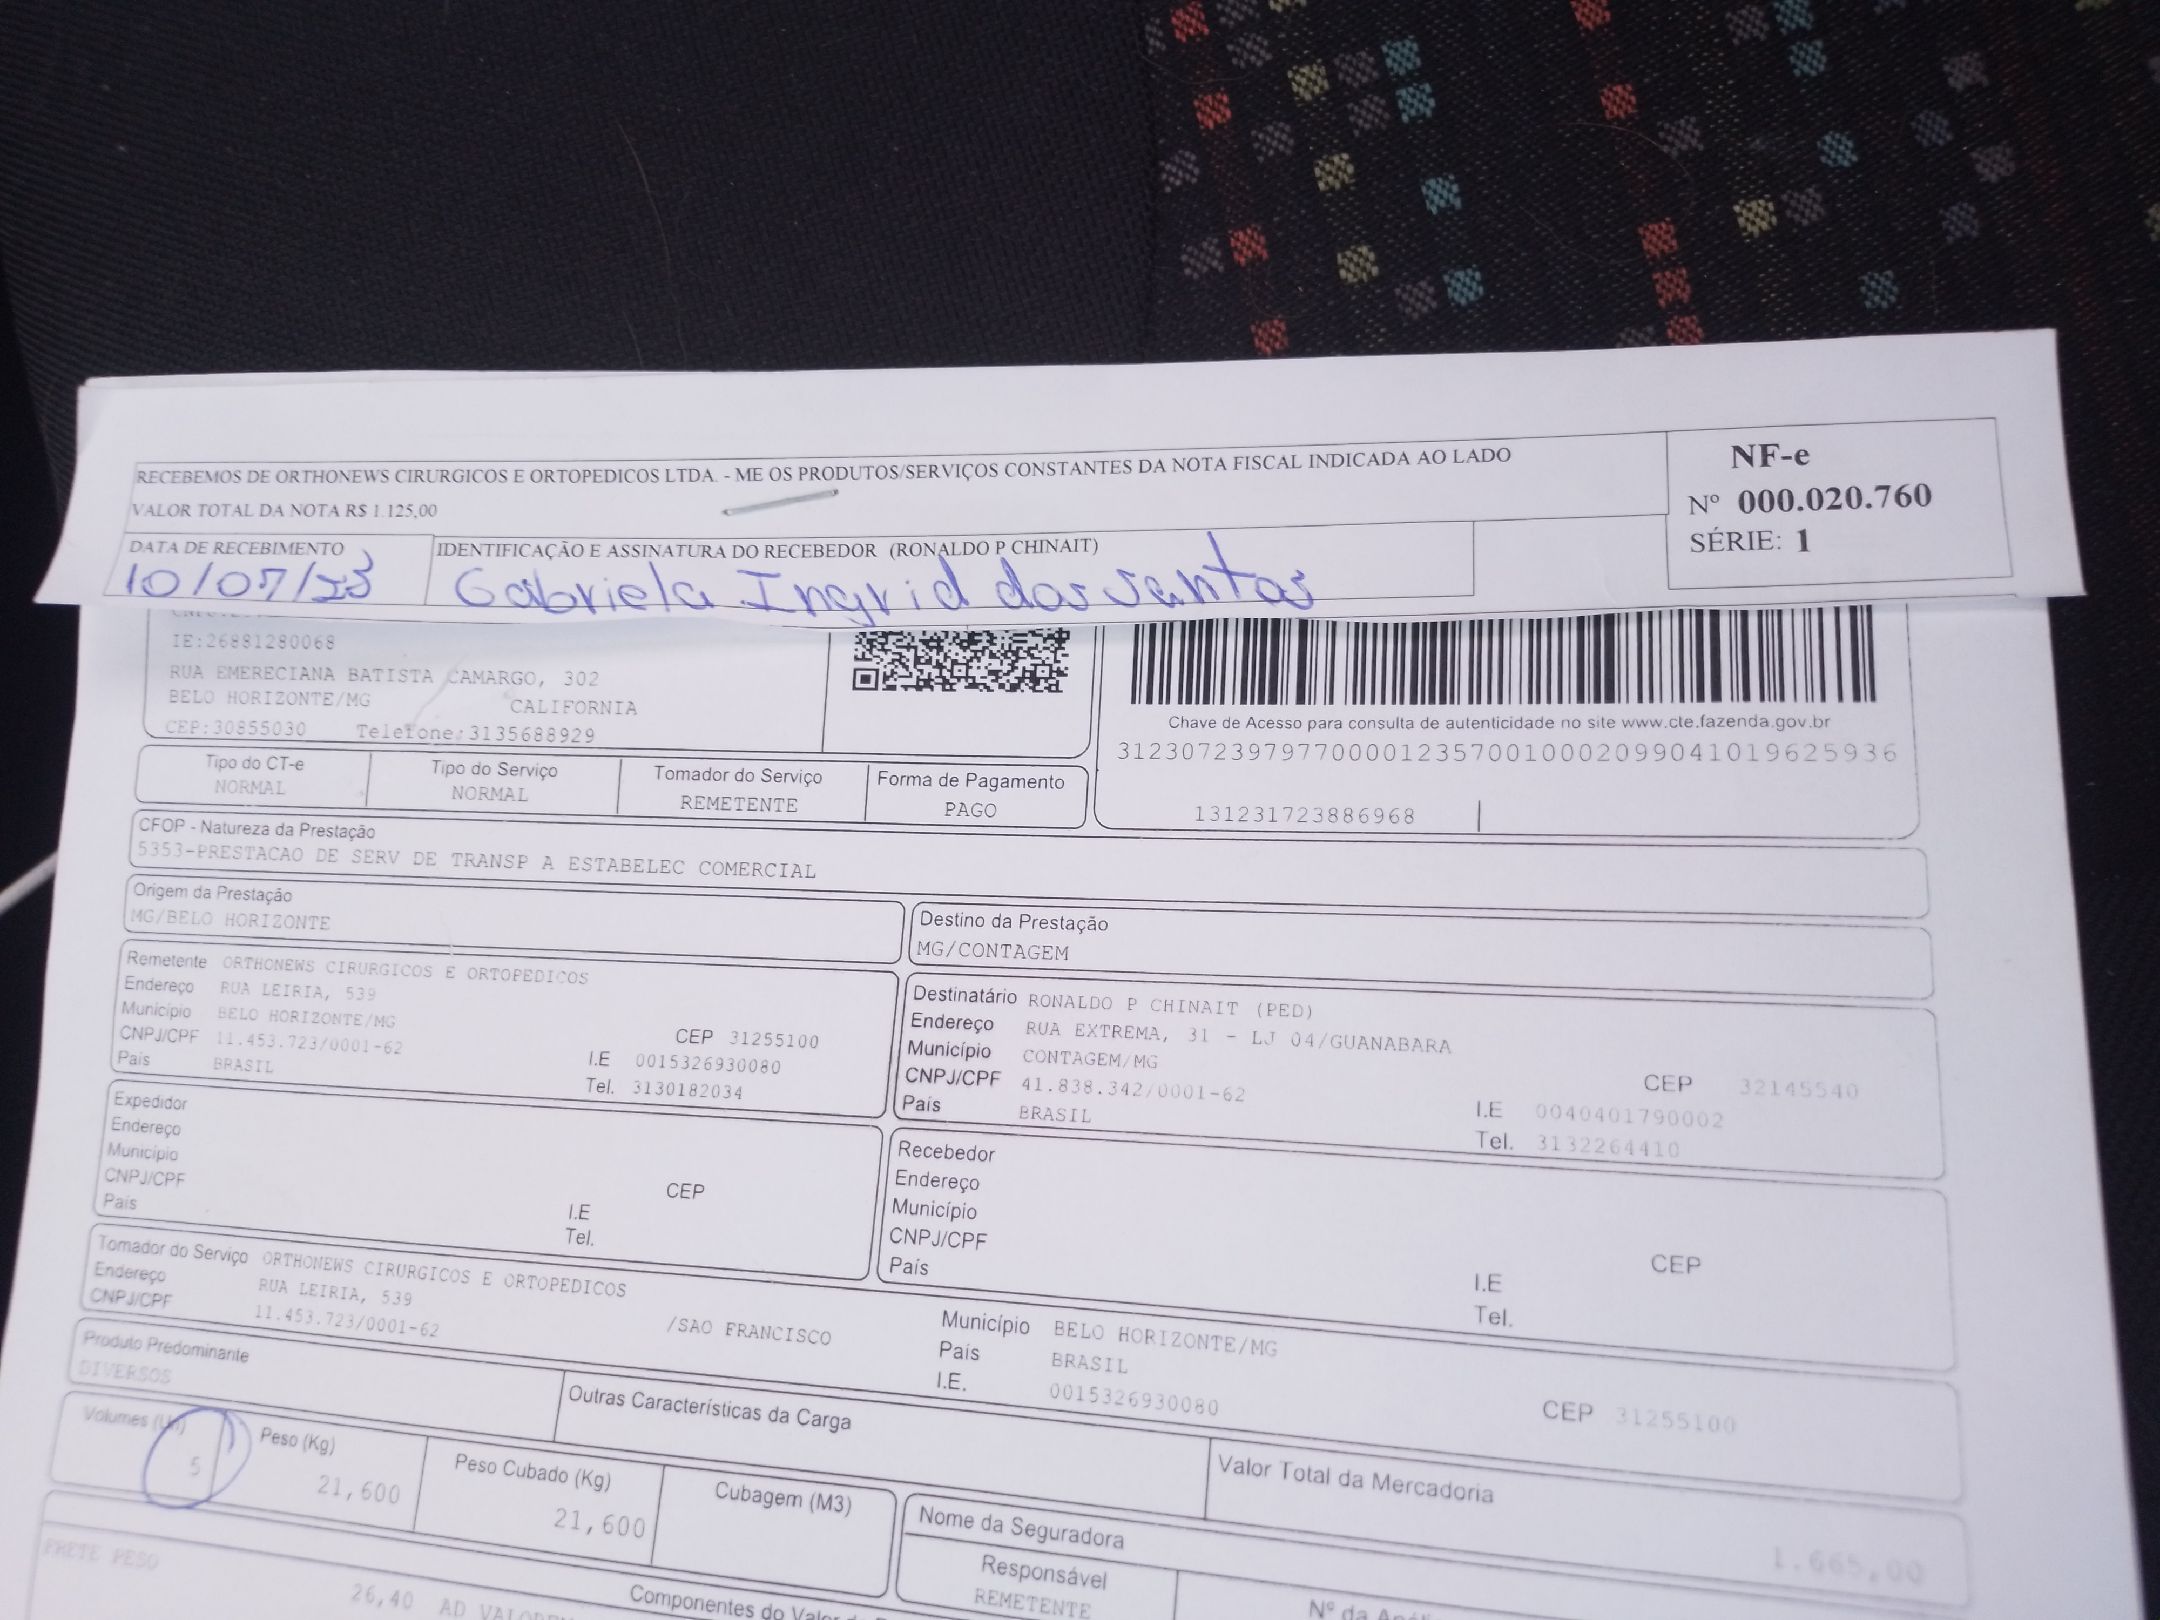 RECEBEMOS DE ORTHONEWS CIRURGICOS E ORTOPEDICOS LTDA. - ME OS PRODUTOS/SERVIÇOS CONSTANTES DA NOTA FISCAL INDICADA AO LADO
VALOR TOTAL DA NOTA R$ 1.125,00
NF-e
Nº 000.020.760
SÉRIE: 1
DATA DE RECEBIMENTO
10/07/23
IDENTIFICAÇÃO E ASSINATURA DO RECEBEDOR (RONALDO P CHINAIT)
Gabriela Ingrid dos Santos
IE:26881280068
RUA EMERECIANA BATISTA CAMARGO, 302
BELO HORIZONTE/MG CALIFORNIA
CEP:30855030 Telefone:3135688929
Chave de Acesso para consulta de autenticidade no site www.cte.fazenda.gov.br
31230723979770000123570010002099041019625936
131231723886968
Tipo do CT-e
NORMAL
Tipo do Serviço
NORMAL
Tomador do Serviço
REMETENTE
Forma de Pagamento
PAGO
CFOP - Natureza da Prestação
5353-PRESTACAO DE SERV DE TRANSP A ESTABELEC COMERCIAL
Origem da Prestação
MG/BELO HORIZONTE
Destino da Prestação
MG/CONTAGEM
Remetente ORTHONEWS CIRURGICOS E ORTOPEDICOS
Endereço RUA LEIRIA, 539
Município BELO HORIZONTE/MG CEP 31255100
CNPJ/CPF 11.453.723/0001-62 I.E 0015326930080
País BRASIL Tel. 3130182034
Destinatário RONALDO P CHINAIT (PED)
Endereço RUA EXTREMA, 31 - LJ 04/GUANABARA
Município CONTAGEM/MG CEP 32145540
CNPJ/CPF 41.838.342/0001-62 I.E 0040401790002
País BRASIL Tel. 3132264410
Expedidor
Endereço
Município CEP
CNPJ/CPF I.E
País Tel.
Recebedor
Endereço
Município CEP
CNPJ/CPF I.E
País Tel.
Tomador do Serviço ORTHONEWS CIRURGICOS E ORTOPEDICOS
Endereço RUA LEIRIA, 539 /SAO FRANCISCO
CNPJ/CPF 11.453.723/0001-62
Município BELO HORIZONTE/MG
País BRASIL CEP 31255100
I.E. 0015326930080
Produto Predominante
DIVERSOS
Outras Características da Carga
Valor Total da Mercadoria
1.665,00
Volumes (Un)
5
Peso (Kg)
21,600
Peso Cubado (Kg)
21,600
Cubagem (M3)
Nome da Seguradora
Responsável
REMETENTE
Nº da
Componentes do
FRETE PESO
26,40 AD